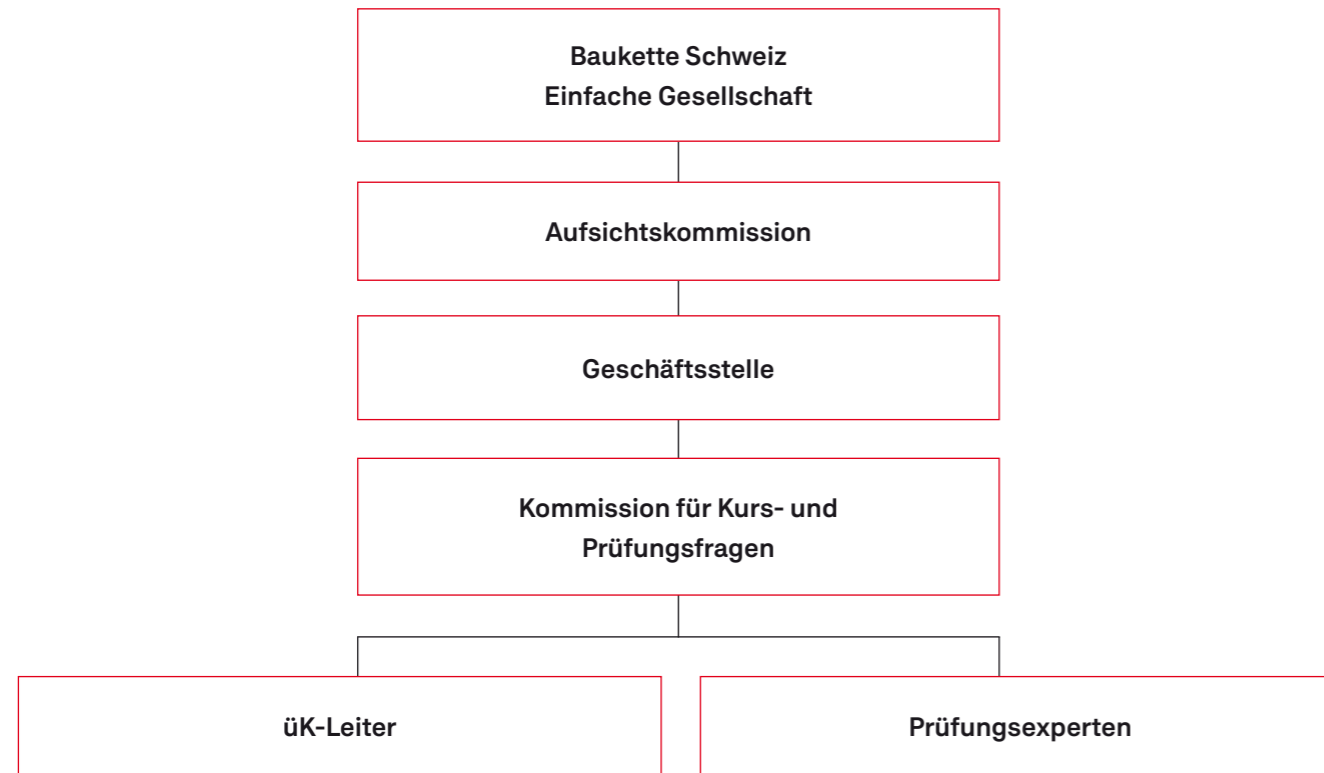 Baukette Schweiz
Einfache Gesellschaft
Aufsichtskommission
Geschäftsstelle
Kommission für Kurs- und
Prüfungsfragen
üK-Leiter
Prüfungsexperten